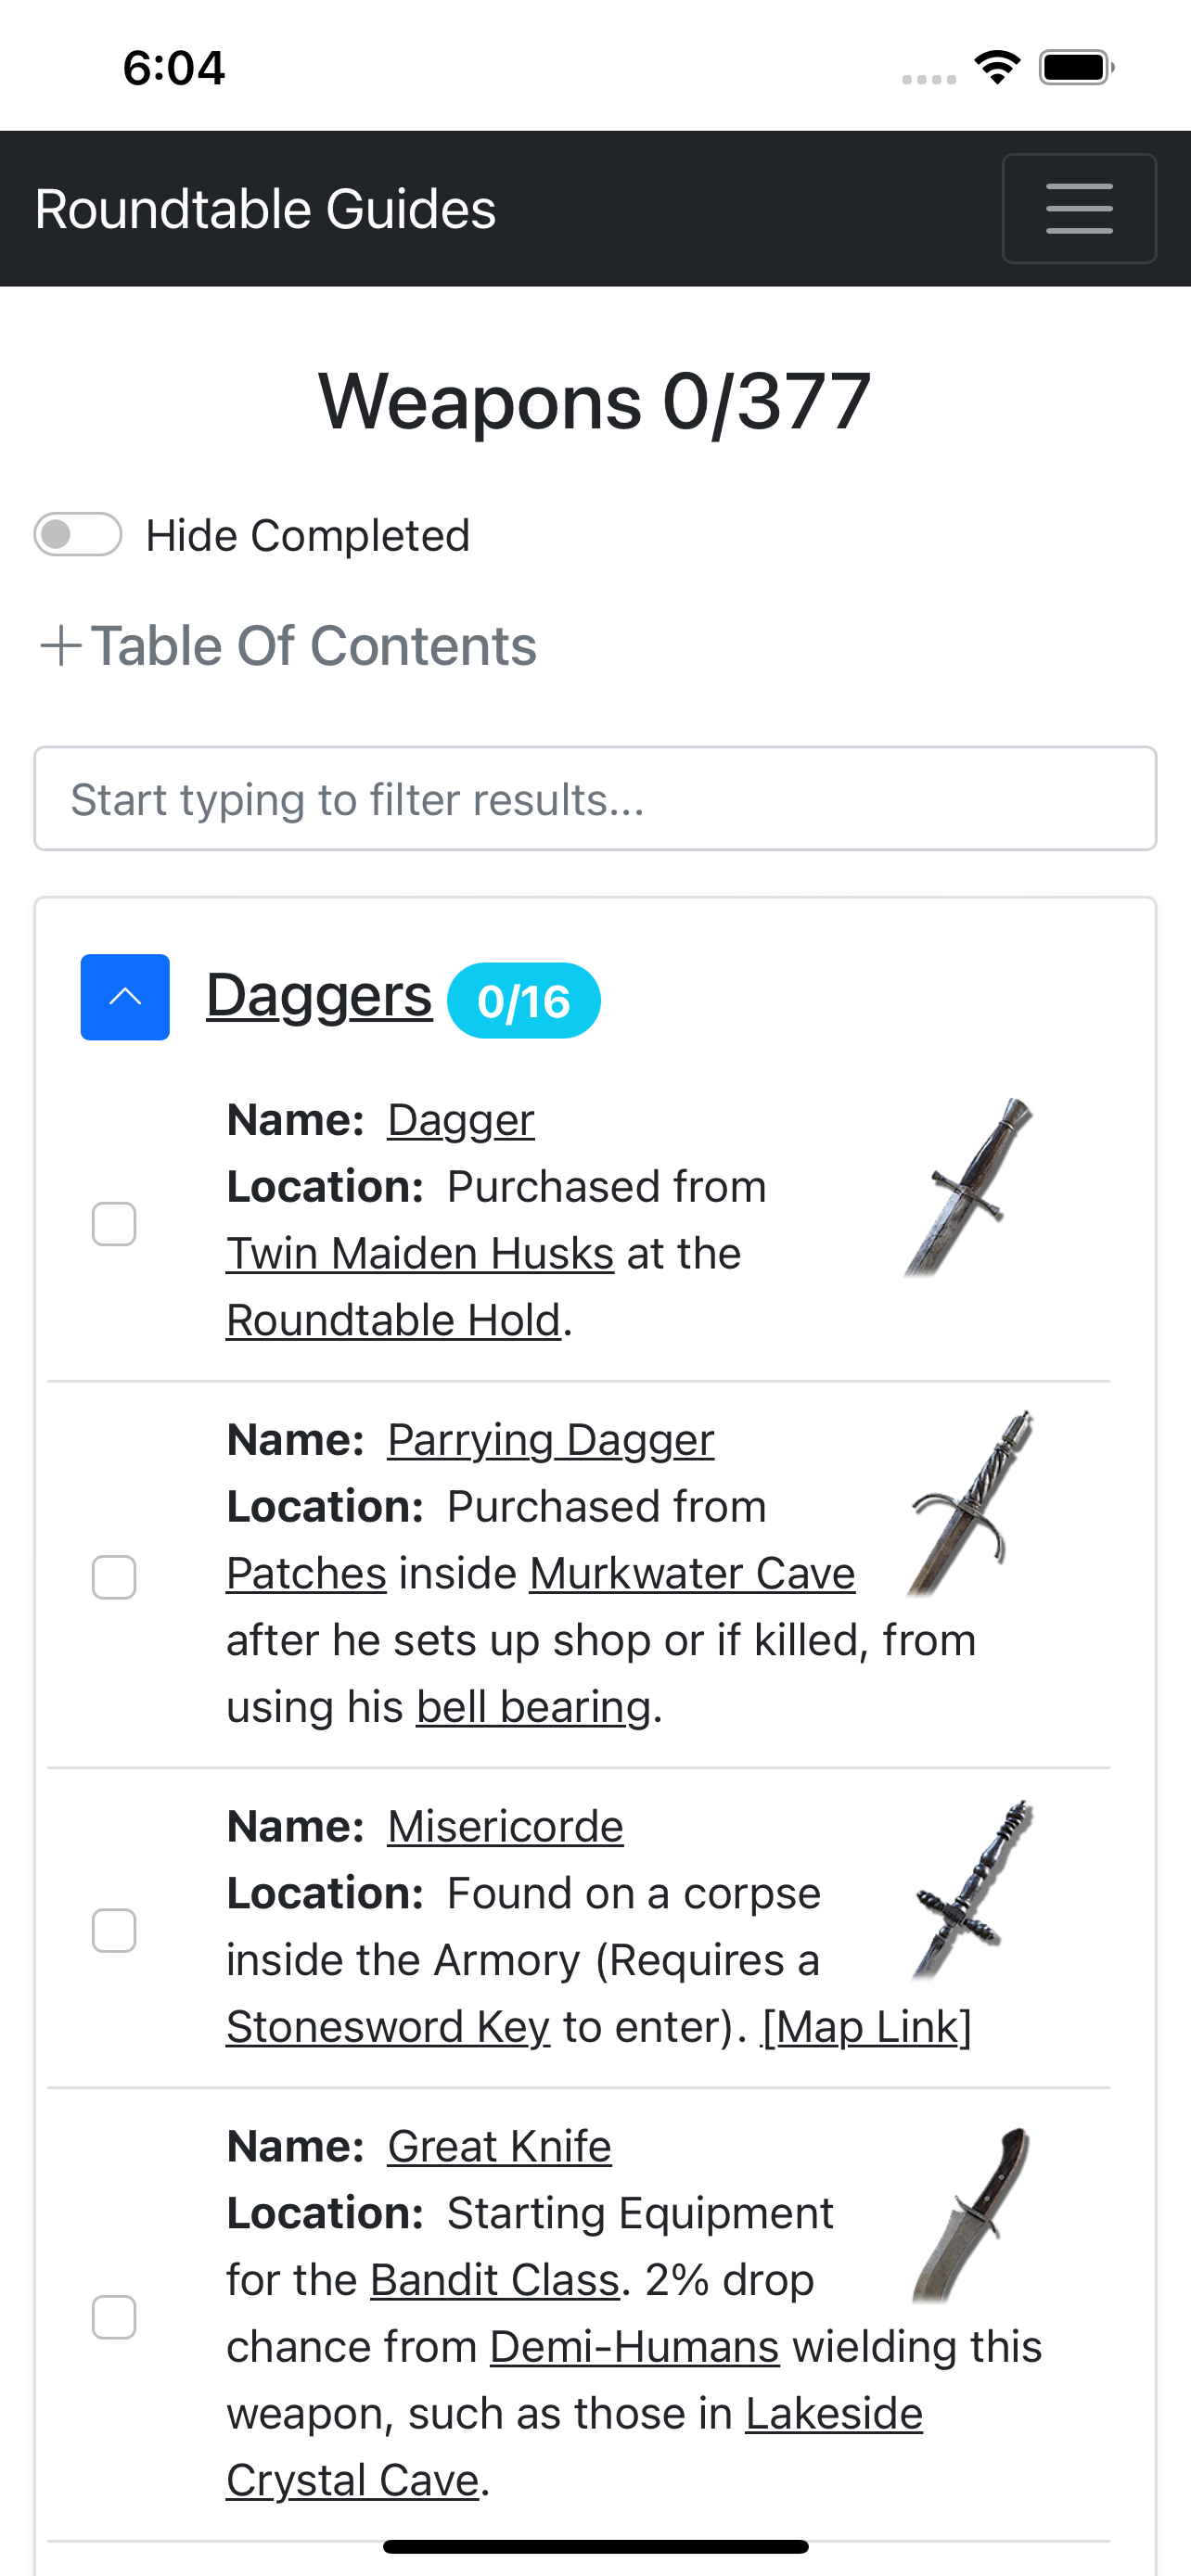 6:04
Roundtable Guides
Weapons 0/377
Hide Completed
+Table Of Contents
Start typing to filter results...
Daggers 0/16
Name: Dagger
Location: Purchased from
Twin Maiden Husks at the
Roundtable Hold.
Name: Parrying Dagger
Location: Purchased from
Patches inside Murkwater Cave
after he sets up shop or if killed, from
using his bell bearing.
Name: Misericorde
Location: Found on a corpse
inside the Armory (Requires a
Stonesword Key to enter). [Map Link]
Name: Great Knife
Location: Starting Equipment
for the Bandit Class. 2% drop
chance from Demi-Humans wielding this
weapon, such as those in Lakeside
Crystal Cave.